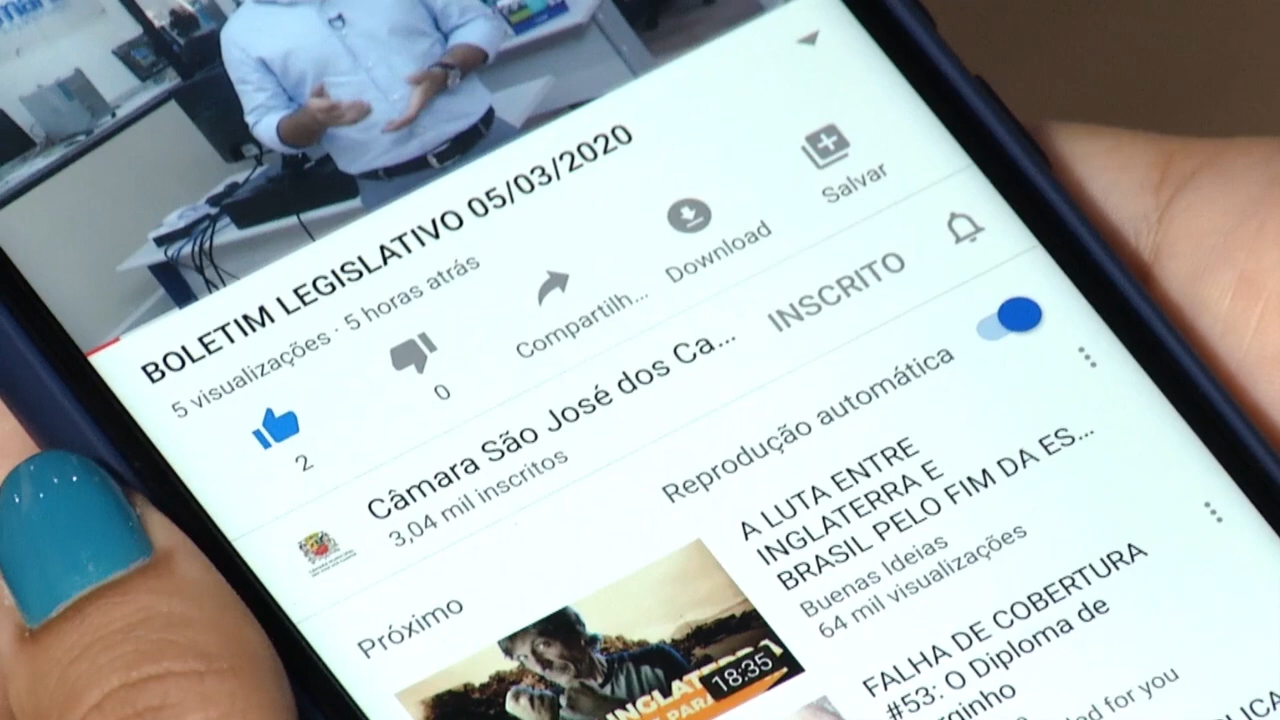 BOLETIM LEGISLATIVO 05/03/2020
5 visualizações · 5 horas atrás
2
0
Compartilh...
Download
Salvar
Câmara São José dos Ca...
3,04 mil inscritos
INSCRITO
Reprodução automática
Próximo
A LUTA ENTRE
INGLATERRA E
BRASIL PELO FIM DA ES...
Buenas Ideias
64 mil visualizações
18:35
FALHA DE COBERTURA
#53: O Diploma de
for you